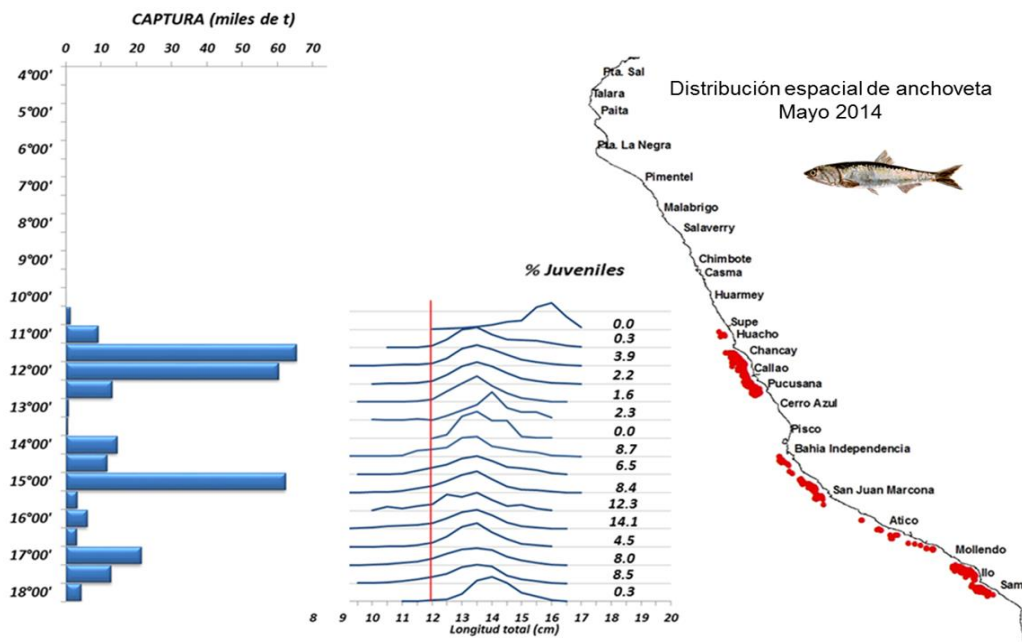 CAPTURA (miles de t)
0 10 20 30 40 50 60 70
4°00'
5°00'
6°00'
7°00'
8°00'
9°00'
10°00'
11°00'
12°00'
13°00'
14°00'
15°00'
16°00'
17°00'
18°00'
% Juveniles
0.0
0.3
3.9
2.2
1.6
2.3
0.0
8.7
6.5
8.4
12.3
14.1
4.5
8.0
8.5
0.3
8 9 10 11 12 13 14 15 16 17 18 19 20
Longitud total (cm)
Distribución espacial de anchoveta
Mayo 2014
Pta. Sal
Talara
Paita
Pta. La Negra
Pimentel
Malabrigo
Salaverry
Chimbote
Casma
Huarmey
Supe
Huacho
Chancay
Callao
Pucusana
Cerro Azul
Pisco
Bahia Independencia
San Juan Marcona
Atico
Mollendo
Ilo
Sam